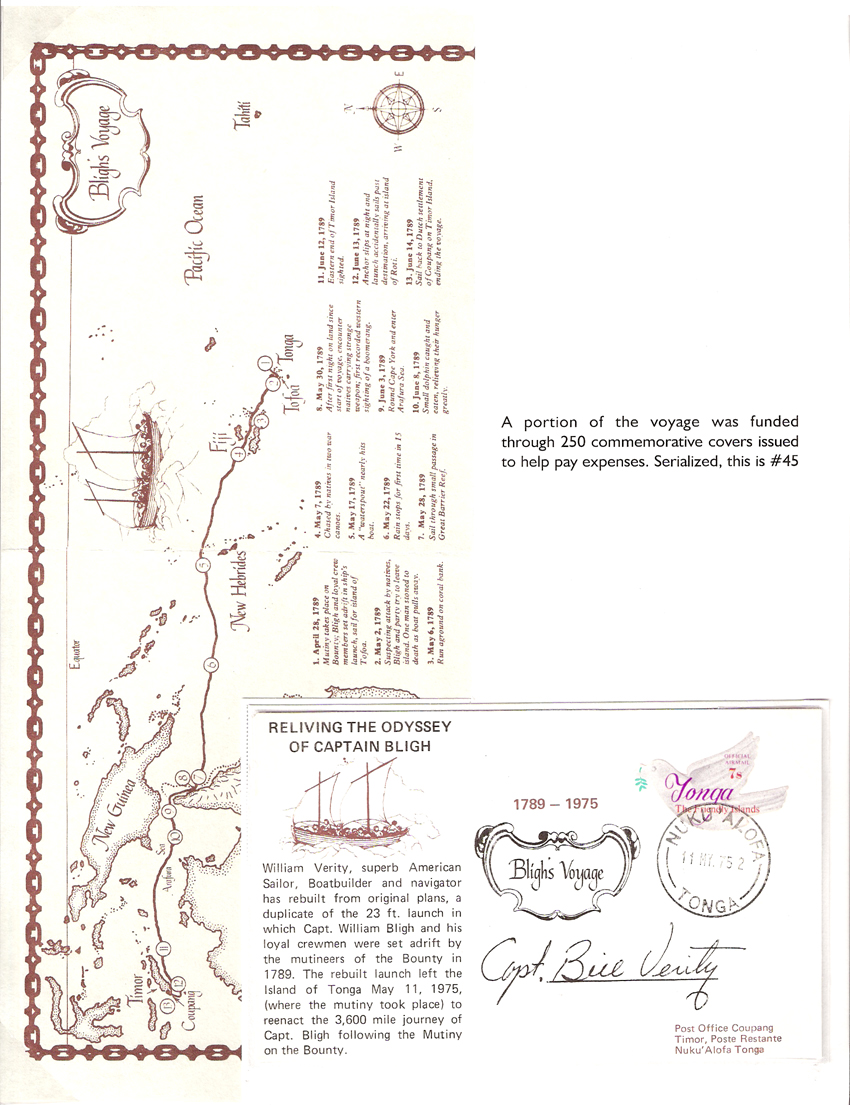 Bligh's Voyage
Tahiti
N
E
S
W
Pacific Ocean
Equator
Fiji
Tonga
Tofoa
New Hebrides
New Guinea
Arafura
Sea
Timor
Coupang
1
2
3
4
5
6
7
8
9
10
11
12
13
1. April 28, 1789
Mutiny takes place on
Bounty, Bligh and loyal crew
members set adrift in ship's
launch, sail for island of
Tofoa.
2. May 2, 1789
Suspecting attack by natives,
Bligh and party try to leave
island. One man stoned to
death as boat pulls away.
3. May 6, 1789
Run aground on coral bank.
4. May 7, 1789
Chased by natives in two war
canoes.
5. May 17, 1789
A "waterspout" nearly hits
boat.
6. May 22, 1789
Rain stops for first time in 15
days.
7. May 28, 1789
Sail through small passage in
Great Barrier Reef.
8. May 30, 1789
After first night on land since
start of voyage, encounter
natives carrying strange
weapon; first recorded western
sighting of a boomerang.
9. June 3, 1789
Round Cape York and enter
Arafura Sea.
10. June 8, 1789
Small dolphin caught and
eaten, relieving their hunger
greatly.
11. June 12, 1789
Eastern end of Timor Island
sighted.
12. June 13, 1789
Anchor slips at night and
launch accidentally sails past
destination, arriving at island
of Roti.
13. June 14, 1789
Sail back to Dutch settlement
of Coupang on Timor Island,
ending the voyage.
A portion of the voyage was funded
through 250 commemorative covers issued
to help pay expenses. Serialized, this is #45
RELIVING THE ODYSSEY
OF CAPTAIN BLIGH
William Verity, superb American
Sailor, Boatbuilder and navigator
has rebuilt from original plans, a
duplicate of the 23 ft. launch in
which Capt. William Bligh and his
loyal crewmen were set adrift by
the mutineers of the Bounty in
1789. The rebuilt launch left the
Island of Tonga May 11, 1975,
(where the mutiny took place) to
reenact the 3,600 mile journey of
Capt. Bligh following the Mutiny
on the Bounty.
1789 – 1975
Bligh's Voyage
OFFICIAL
AIRMAIL
7s
Tonga
The Friendly Islands
NUKU'ALOFA
11 MY. 75 2
TONGA
Capt. Bill Verity
Post Office Coupang
Timor, Poste Restante
Nuku'Alofa Tonga